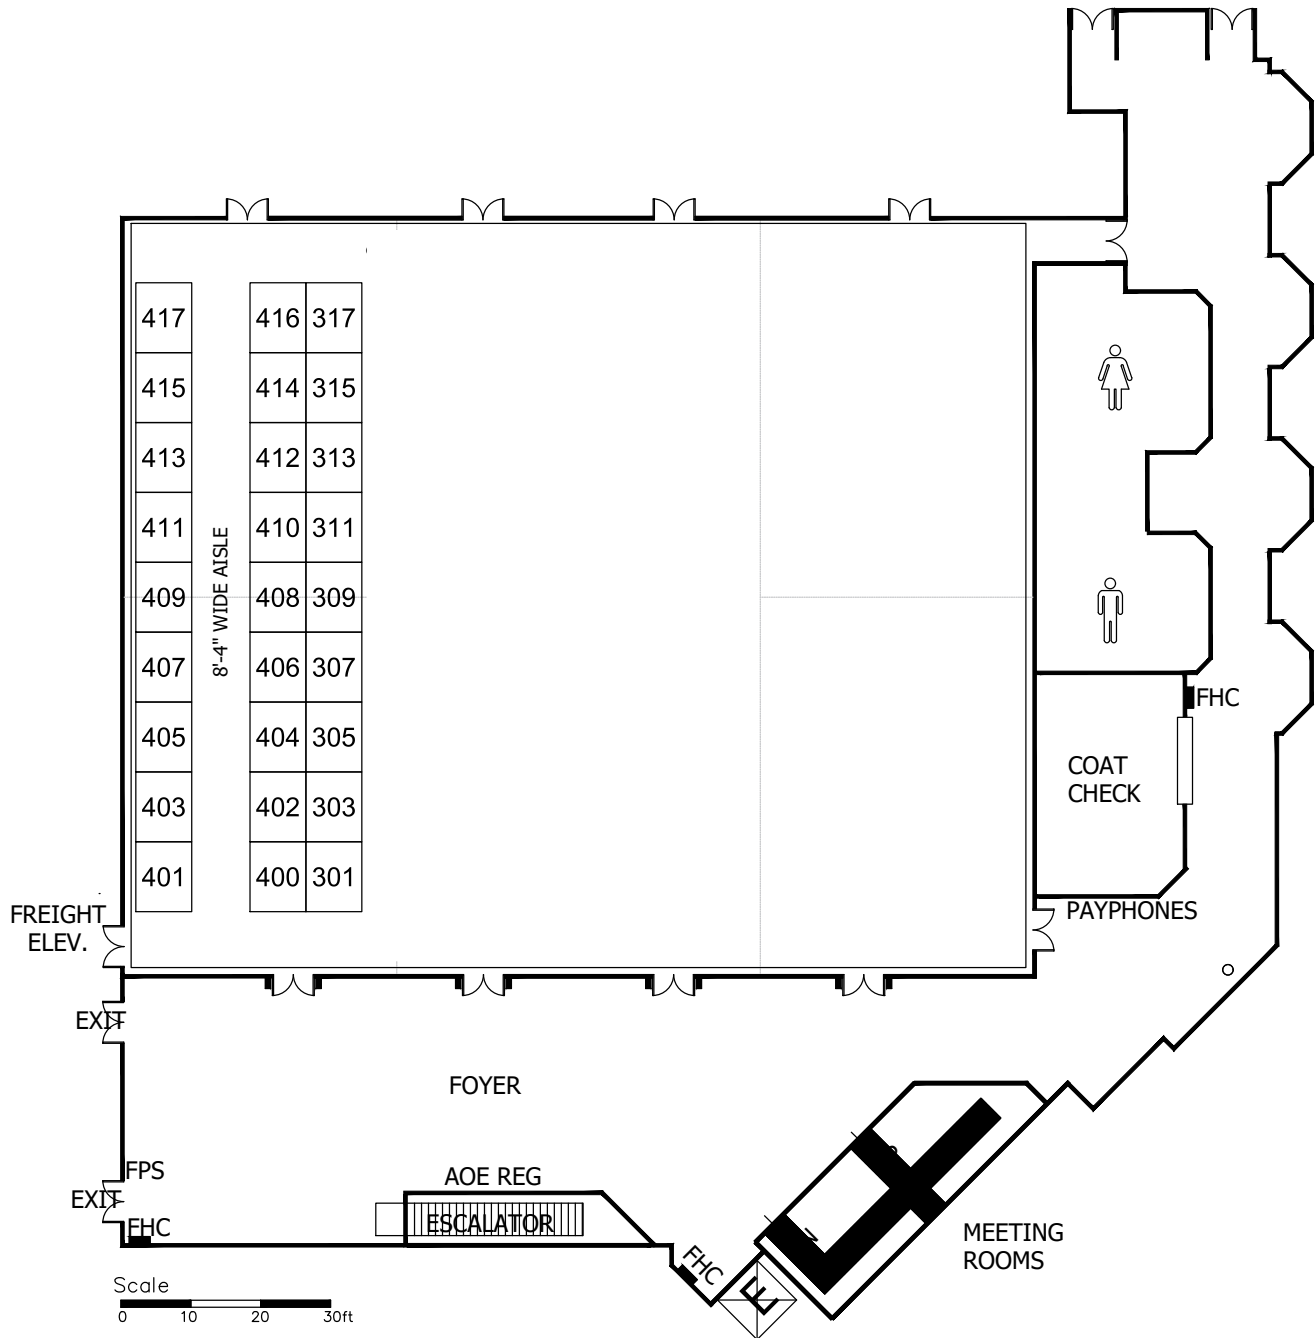 417 416 317
415 414 315
413 412 313
411 410 311
409 408 309
407 406 307
405 404 305
403 402 303
401 400 301
8'-4" WIDE AISLE
FHC
COAT
CHECK
PAYPHONES
FREIGHT
ELEV.
EXIT
FOYER
FPS
EXIT
FHC
AOE REG
ESCALATOR
FHC
E
MEETING
ROOMS
Scale
0 10 20 30ft